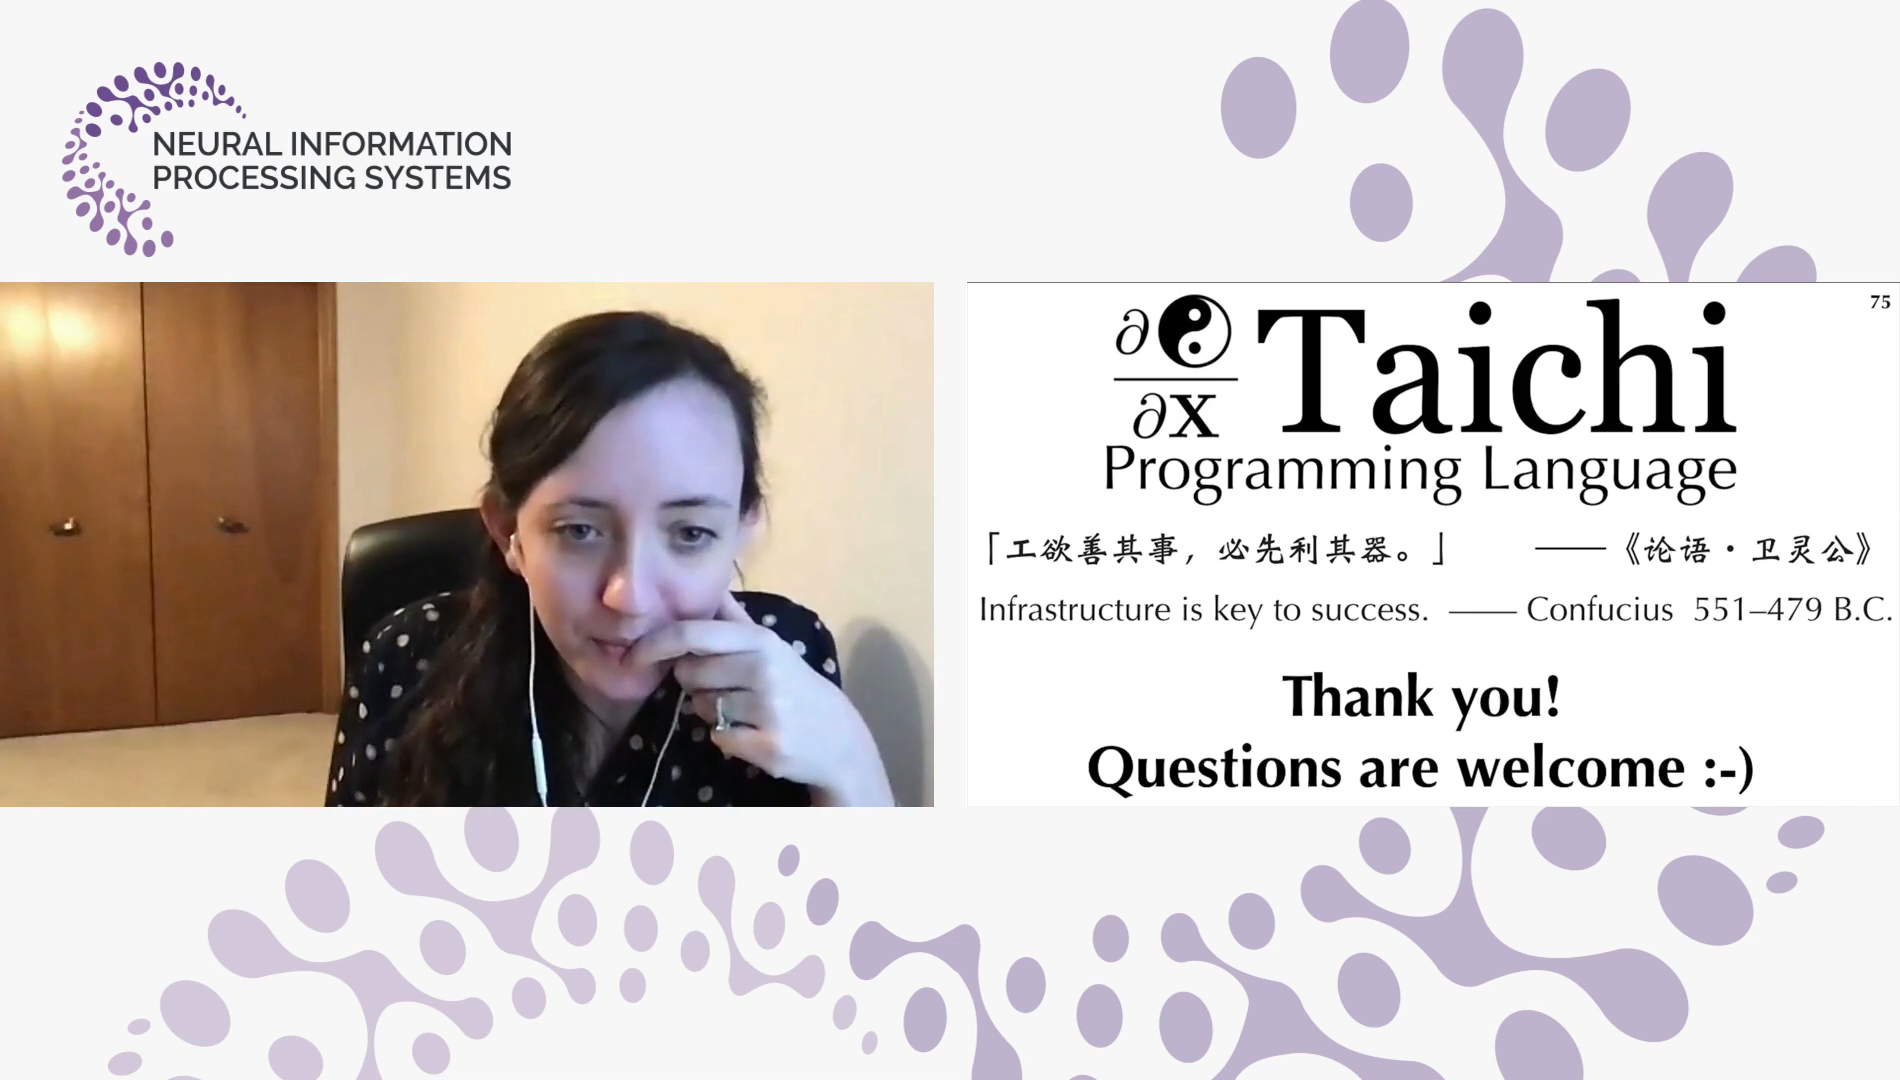 NEURAL INFORMATION
PROCESSING SYSTEMS
75
∂
∂x
Taichi
Programming Language
「工欲善其事，必先利其器。」 ——《论语·卫灵公》
Infrastructure is key to success. —— Confucius 551–479 B.C.
Thank you!
Questions are welcome :-)